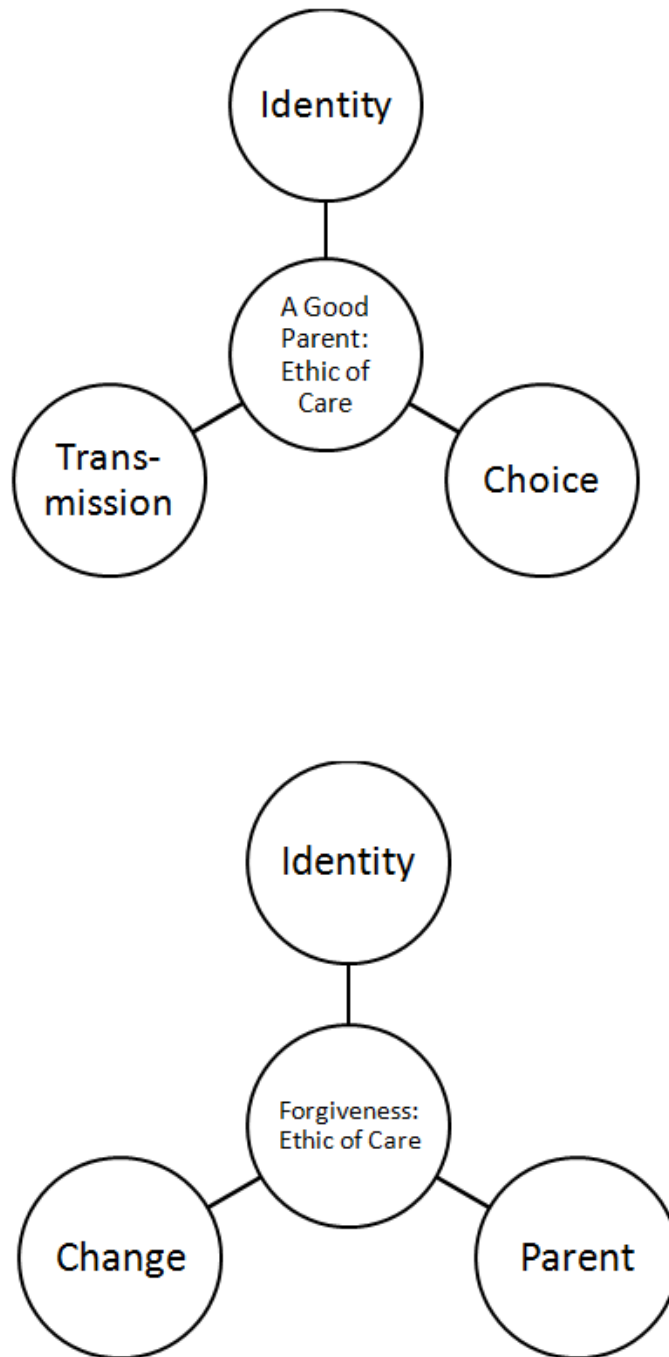 Identity
A Good
Parent:
Ethic of
Care
Trans-
mission
Choice
Identity
Forgiveness:
Ethic of Care
Change
Parent